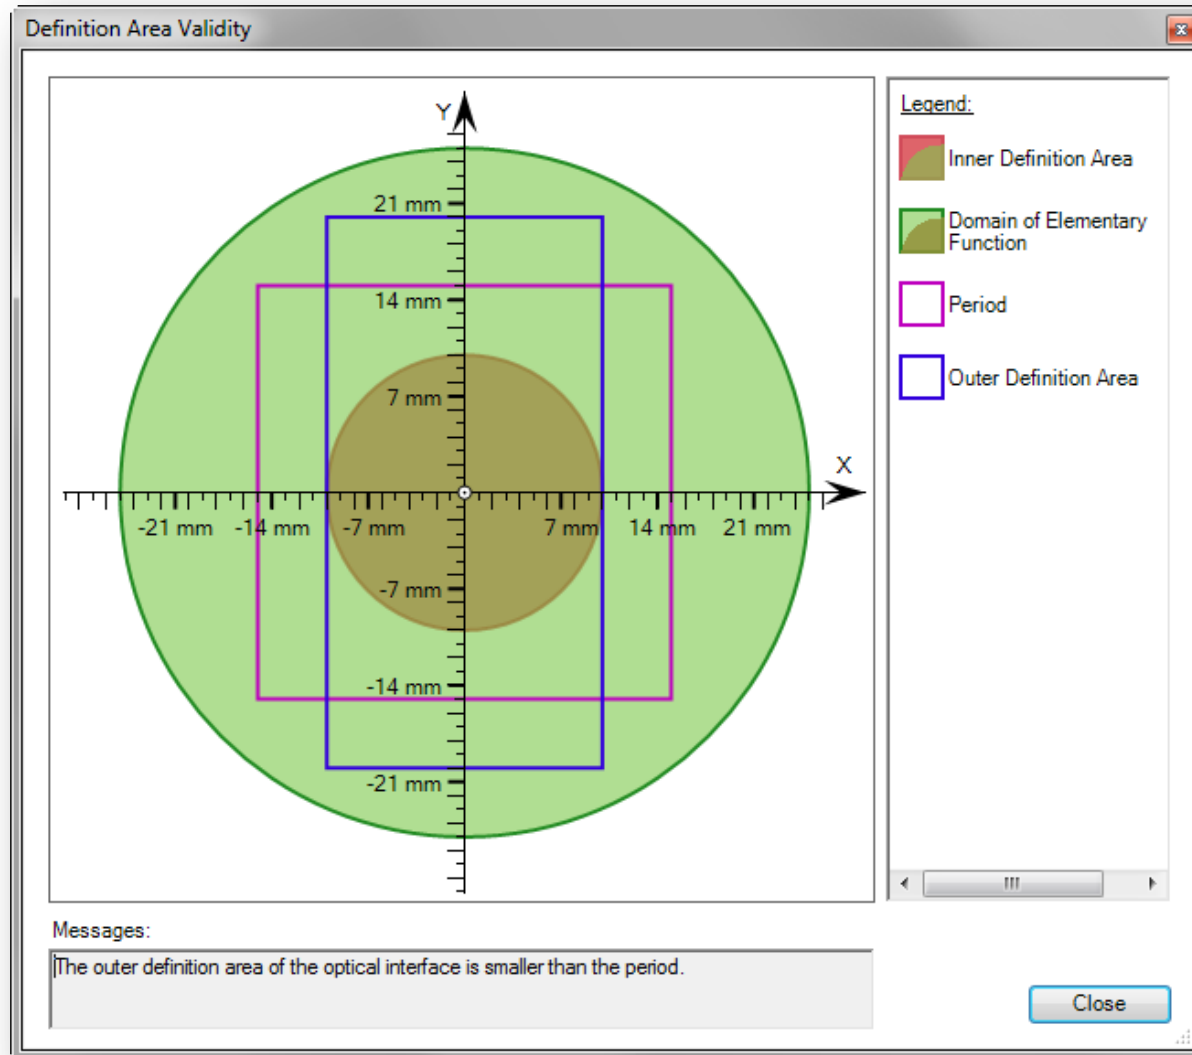 Definition Area Validity
Y
21 mm
14 mm
7 mm
X
-21 mm -14 mm -7 mm 7 mm 14 mm 21 mm
-7 mm
-14 mm
-21 mm
Legend:
Inner Definition Area
Domain of Elementary
Function
Period
Outer Definition Area
Messages:
The outer definition area of the optical interface is smaller than the period.
Close